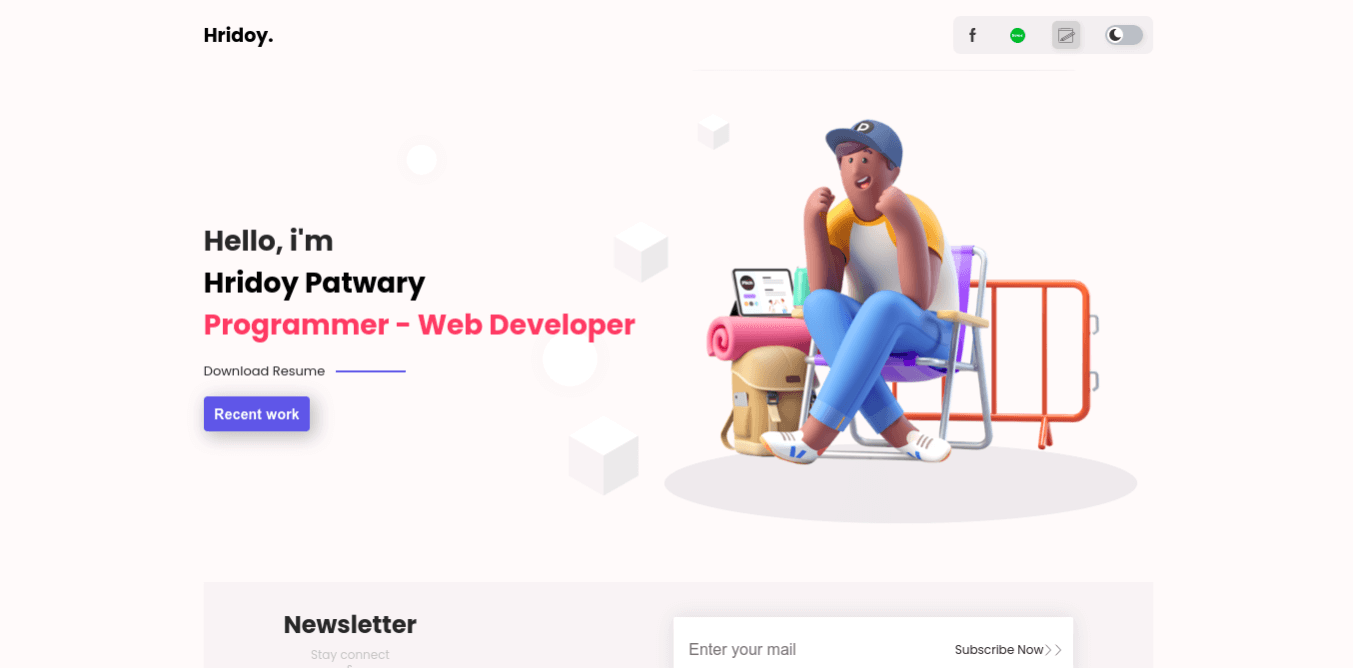 Hridoy.
f
P
Hello, i'm
Hridoy Patwary
Programmer - Web Developer
Download Resume
Recent work
Newsletter
Stay connect
Enter your mail
Subscribe Now